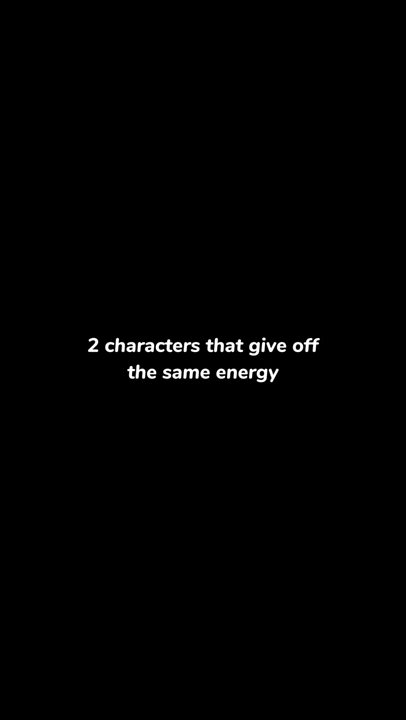 2 characters that give off
the same energy